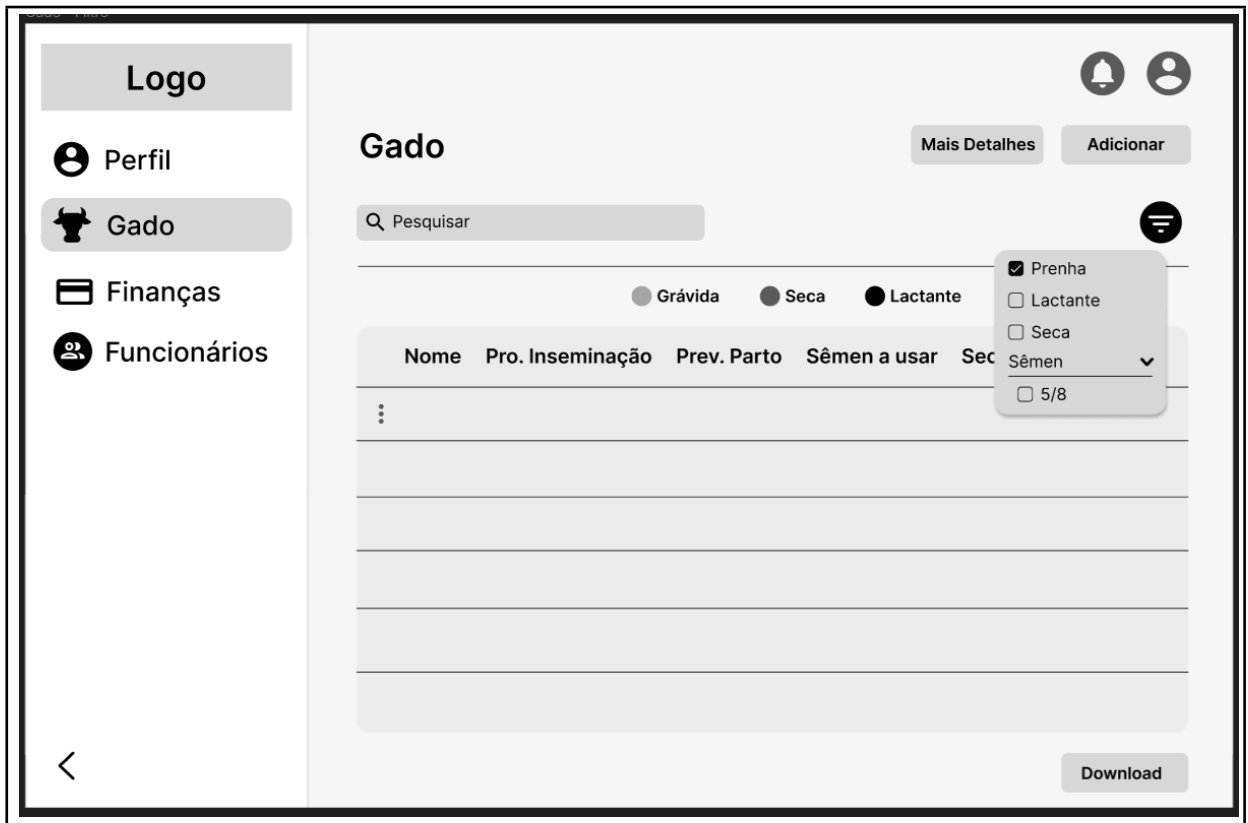 Logo
Perfil
Gado
Finanças
Funcionários
Gado
Mais Detalhes
Adicionar
Pesquisar
Grávida
Seca
Lactante
Nome Pro. Inseminação Prev. Parto Sêmen a usar
Prenha
Lactante
Seca
Sêmen
5/8
Download